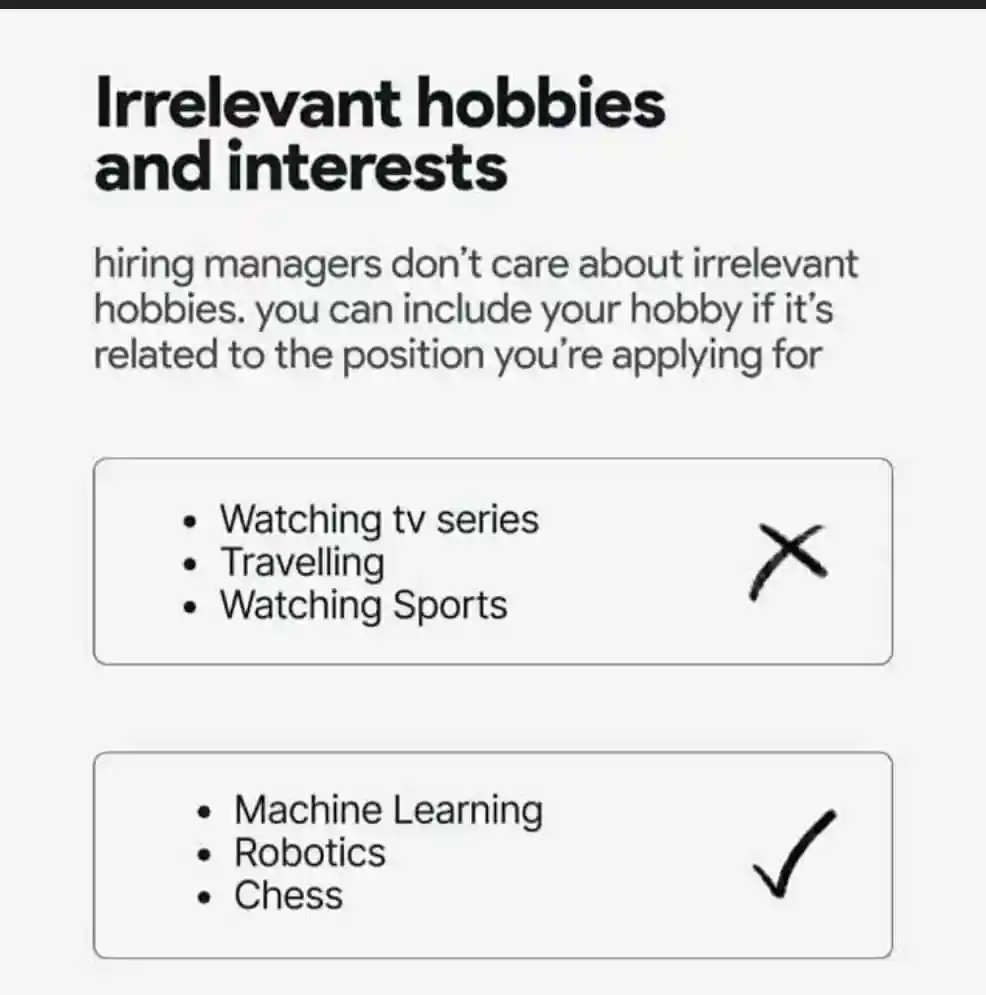 Irrelevant hobbies
and interests
hiring managers don't care about irrelevant
hobbies. you can include your hobby if it's
related to the position you're applying for
• Watching tv series
• Travelling
• Watching Sports
• Machine Learning
• Robotics
• Chess